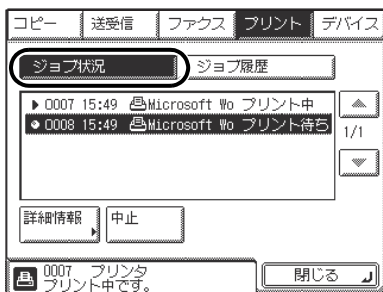 コピー 送受信 ファクス プリント デバイス
ジョブ状況 ジョブ履歴
0007 15:49 Microsoft Wo プリント中
0008 15:49 Microsoft Wo プリント待ち
1/1
詳細情報 中止
0007 プリンタ
プリント中です。
閉じる